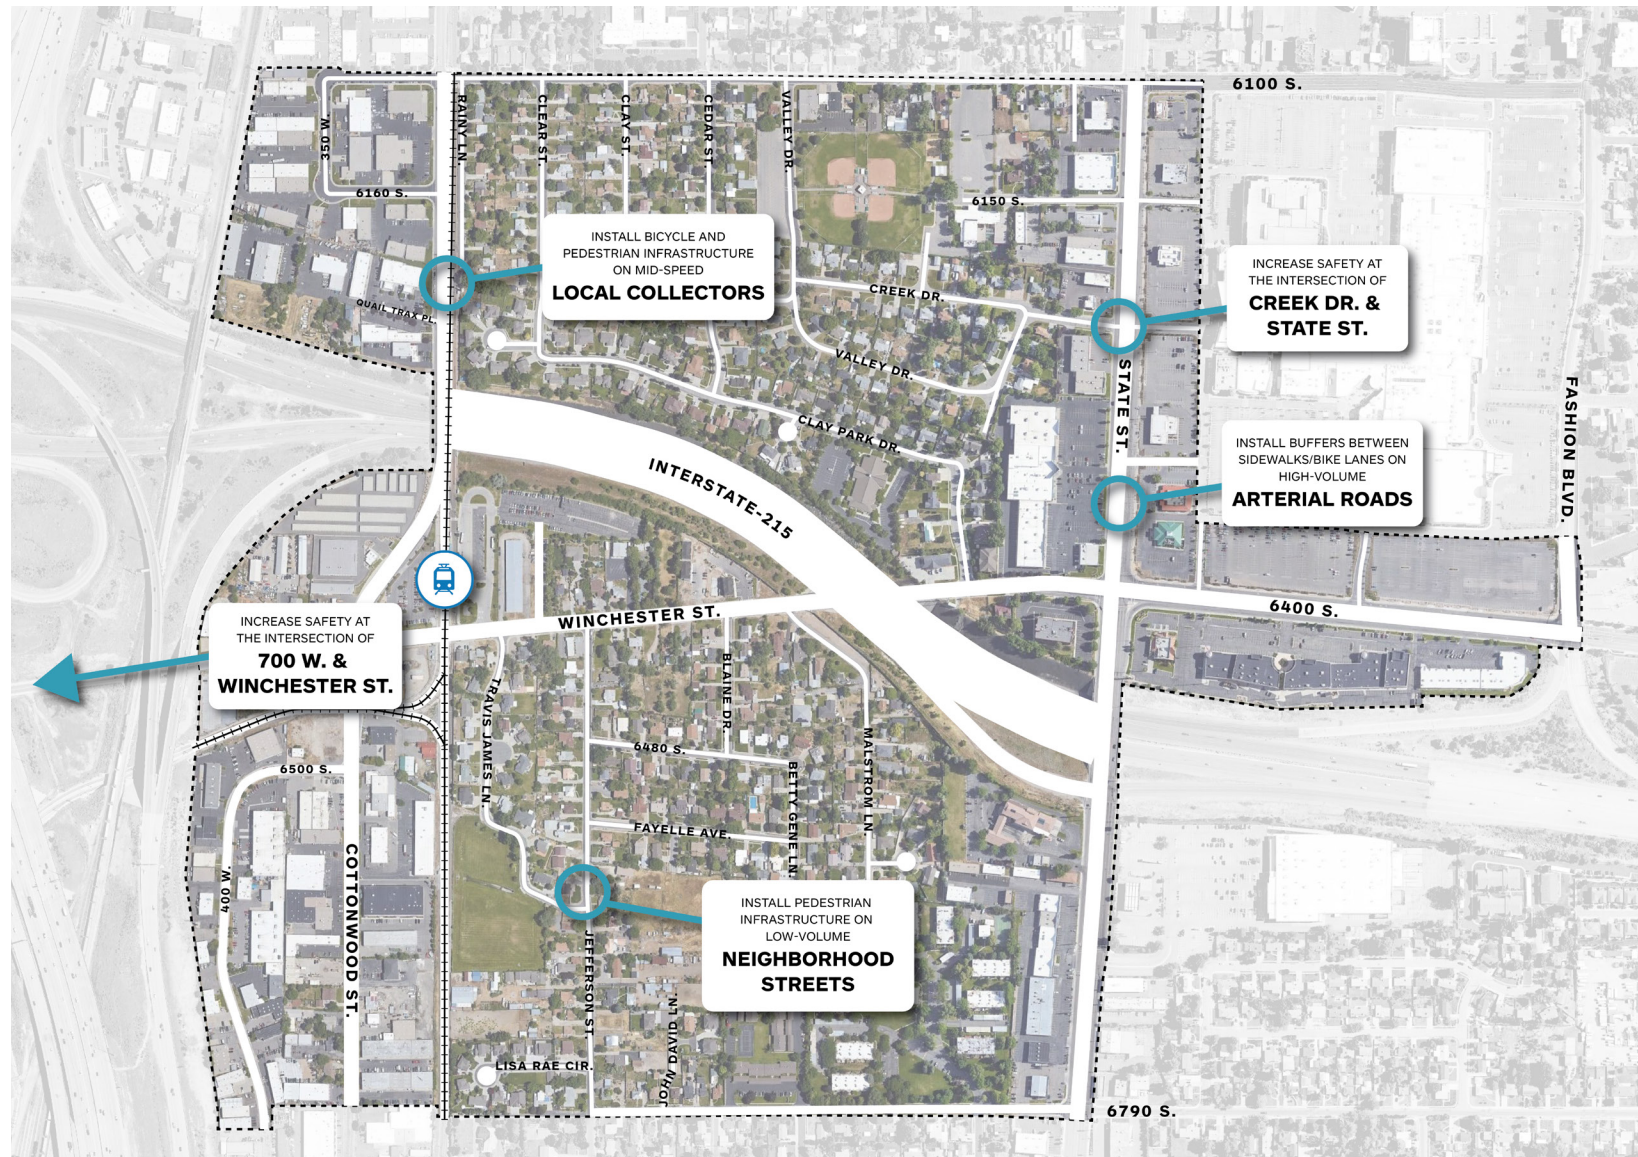 6100 S.
RAINY LN.
CLEAR ST.
CLAY ST.
CEDAR ST.
VALLEY DR.
350 W.
6160 S.
6150 S.
INSTALL BICYCLE AND
PEDESTRIAN INFRASTRUCTURE
ON MID-SPEED
LOCAL COLLECTORS
INCREASE SAFETY AT
THE INTERSECTION OF
CREEK DR. &
STATE ST.
CREEK DR.
QUAIL TRAX PL.
VALLEY DR.
STATE ST.
FASHION BLVD.
CLAY PARK DR.
INSTALL BUFFERS BETWEEN
SIDEWALKS/BIKE LANES ON
HIGH-VOLUME
ARTERIAL ROADS
INTERSTATE-215
WINCHESTER ST.
6400 S.
INCREASE SAFETY AT
THE INTERSECTION OF
700 W. &
WINCHESTER ST.
TRAVIS JAMES LN.
BLAINE DR.
MALSTROM LN.
6480 S.
6500 S.
BETTY GENE LN.
FAYELLE AVE.
400 W.
COTTONWOOD ST.
INSTALL PEDESTRIAN
INFRASTRUCTURE ON
LOW-VOLUME
NEIGHBORHOOD
STREETS
JEFFERSON ST.
JOHN DAVID LN.
LISA RAE CIR.
6790 S.